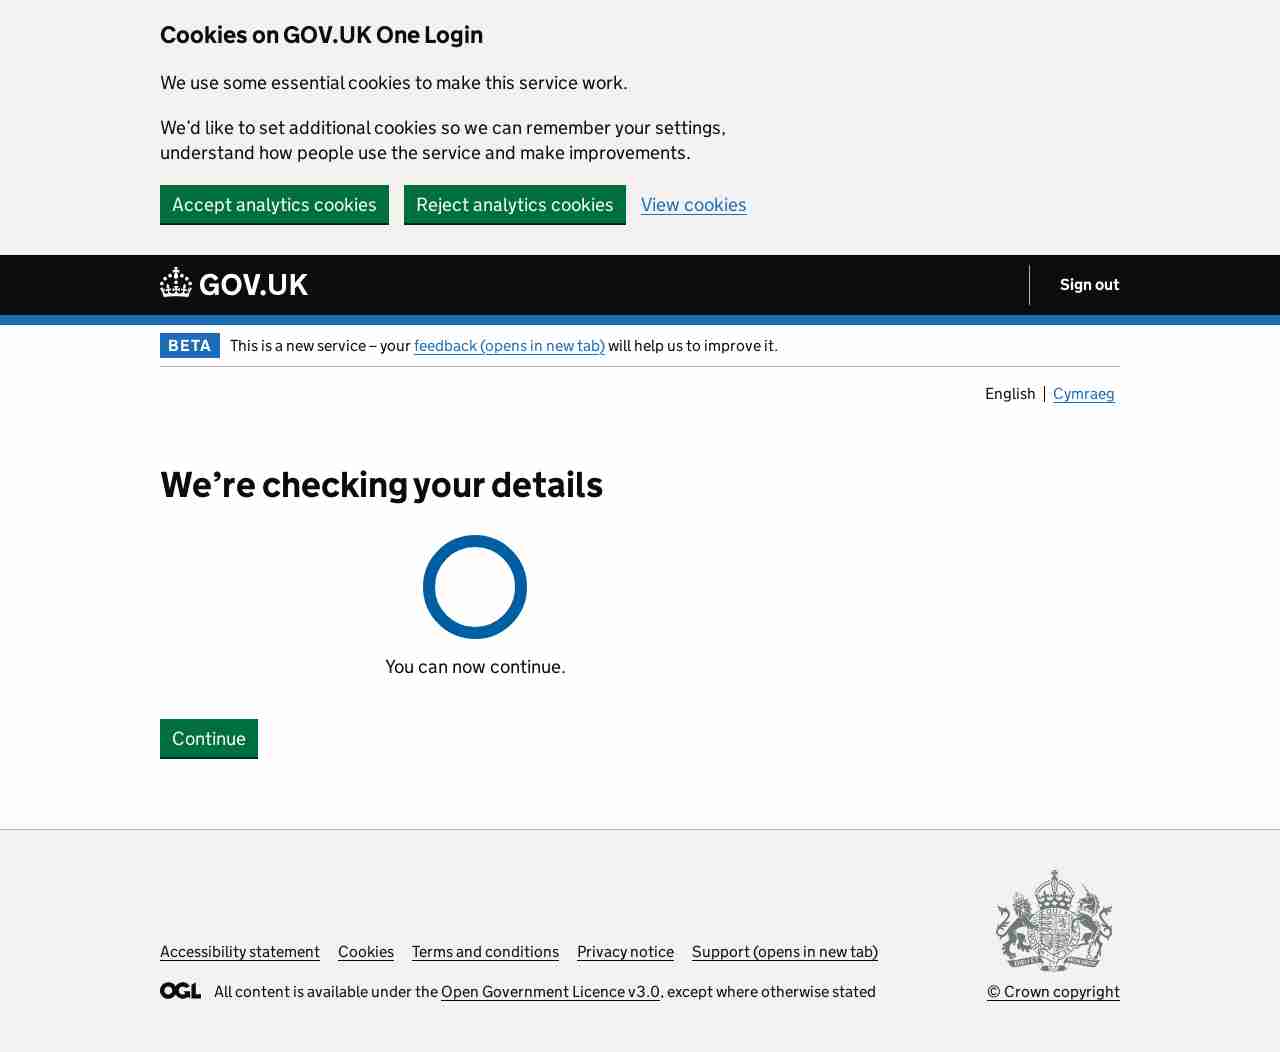 Cookies on GOV.UK One Login
We use some essential cookies to make this service work.
We’d like to set additional cookies so we can remember your settings,
understand how people use the service and make improvements.
Accept analytics cookies
Reject analytics cookies
View cookies
GOV.UK
Sign out
BETA
This is a new service – your feedback (opens in new tab) will help us to improve it.
English
Cymraeg
We’re checking your details
You can now continue.
Continue
Accessibility statement
Cookies
Terms and conditions
Privacy notice
Support (opens in new tab)
OGL
All content is available under the Open Government Licence v3.0, except where otherwise stated
© Crown copyright